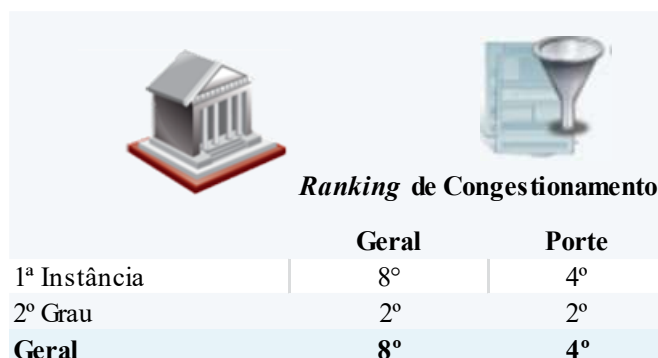 Ranking de Congestionamento
Geral Porte
1ª Instância 8° 4º
2º Grau 2º 2º
Geral 8º 4º